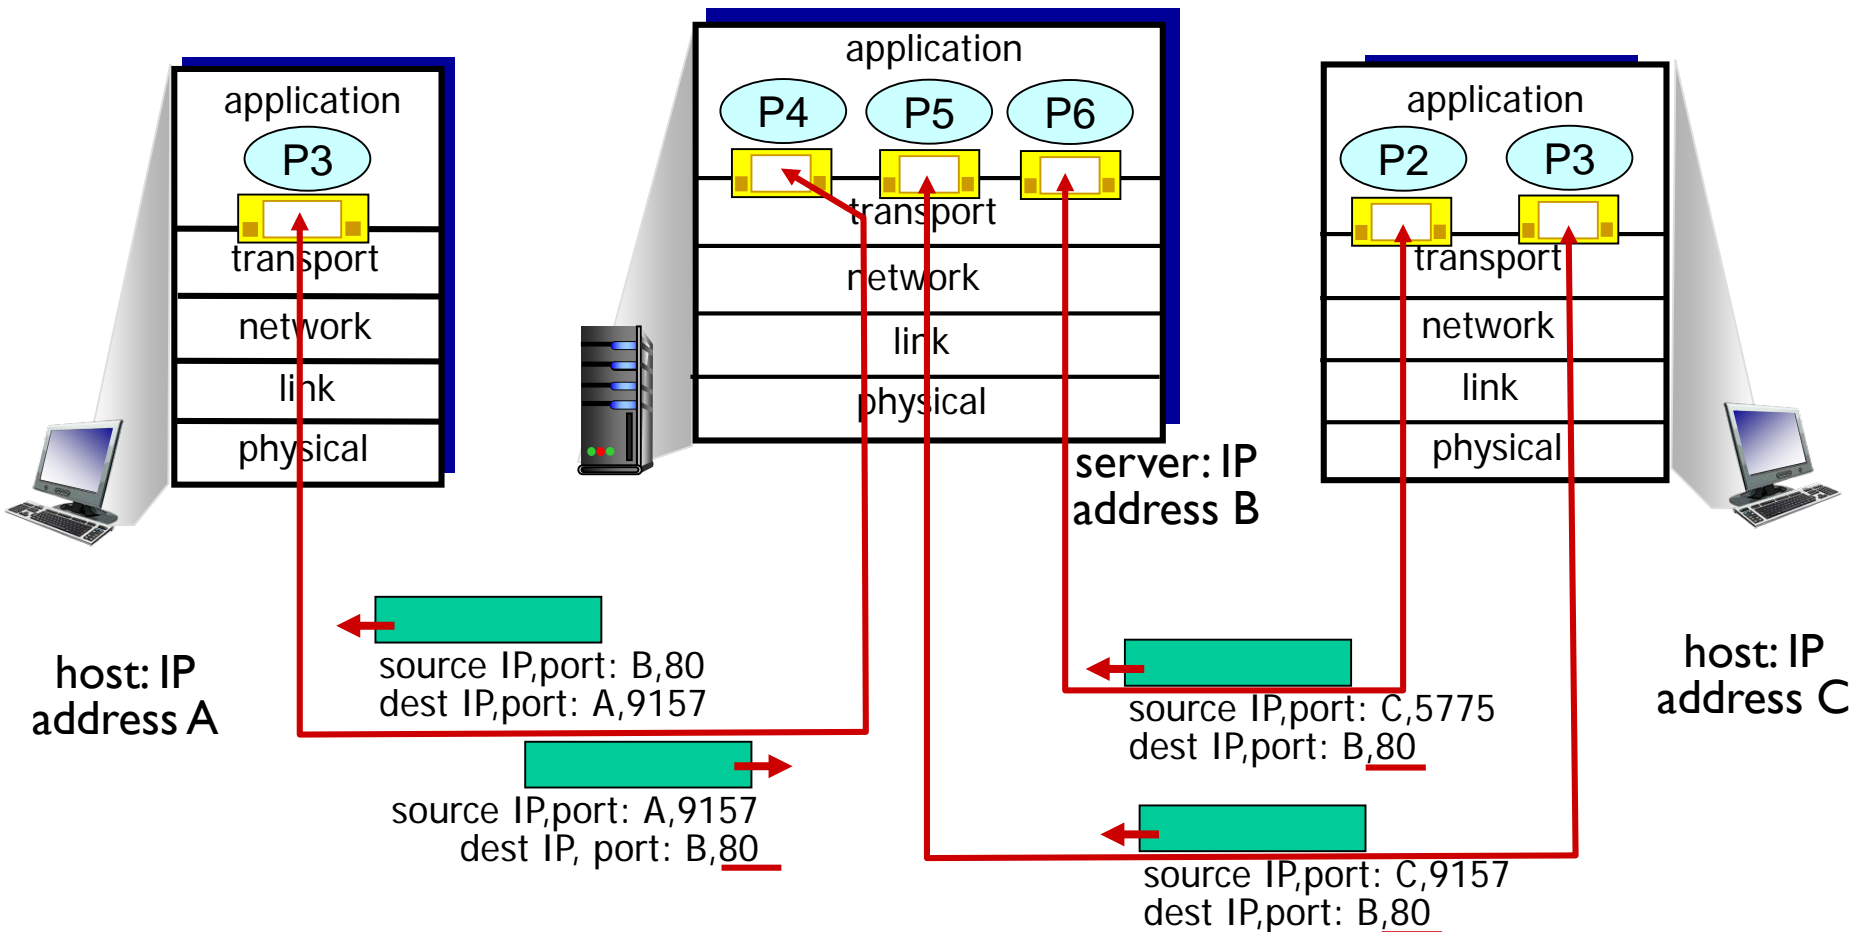 application
P3
transport
network
link
physical
host: IP
address A
application
P4
P5
P6
transport
network
link
physical
server: IP
address B
application
P2
P3
transport
network
link
physical
host: IP
address C
source IP,port: B,80
dest IP,port: A,9157
source IP,port: A,9157
dest IP, port: B,80
source IP,port: C,5775
dest IP,port: B,80
source IP,port: C,9157
dest IP,port: B,80